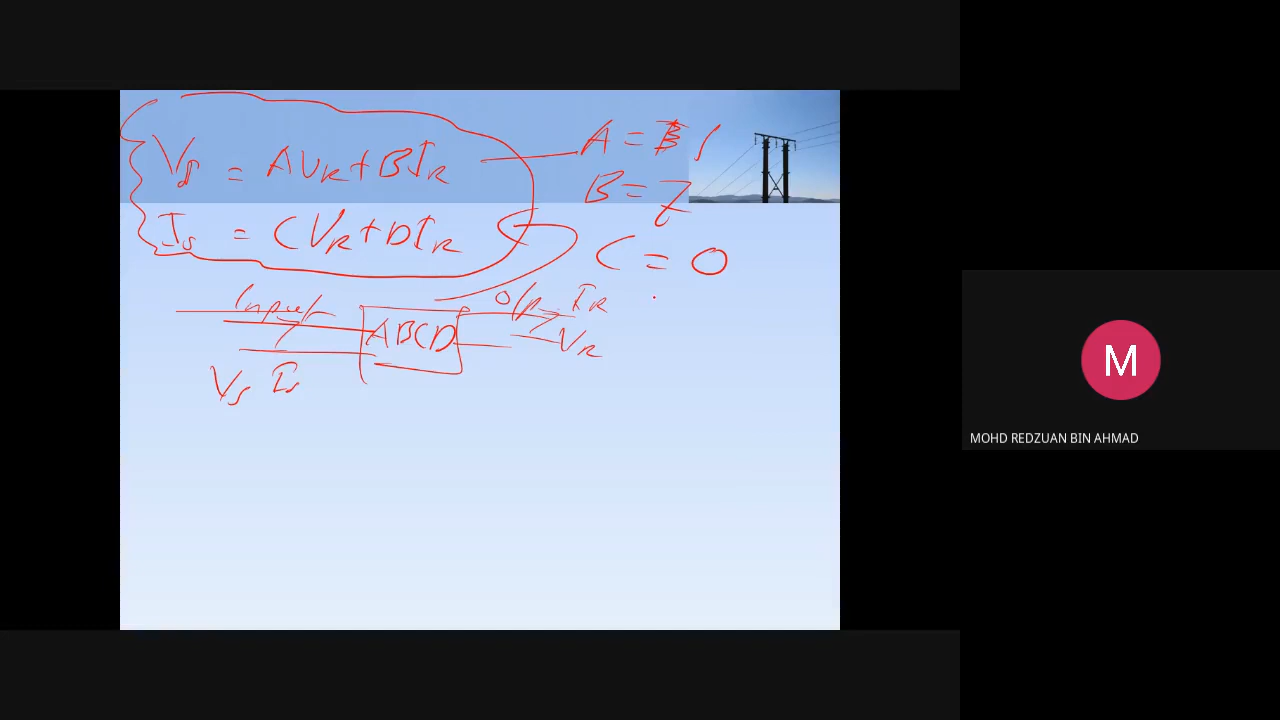 Vs = AVR + BIR
Is = CVR + DIR
A = 1
B = Z
C = 0
Input
ABCD
O/p IR
VR
Vs Is
M
MOHD REDZUAN BIN AHMAD